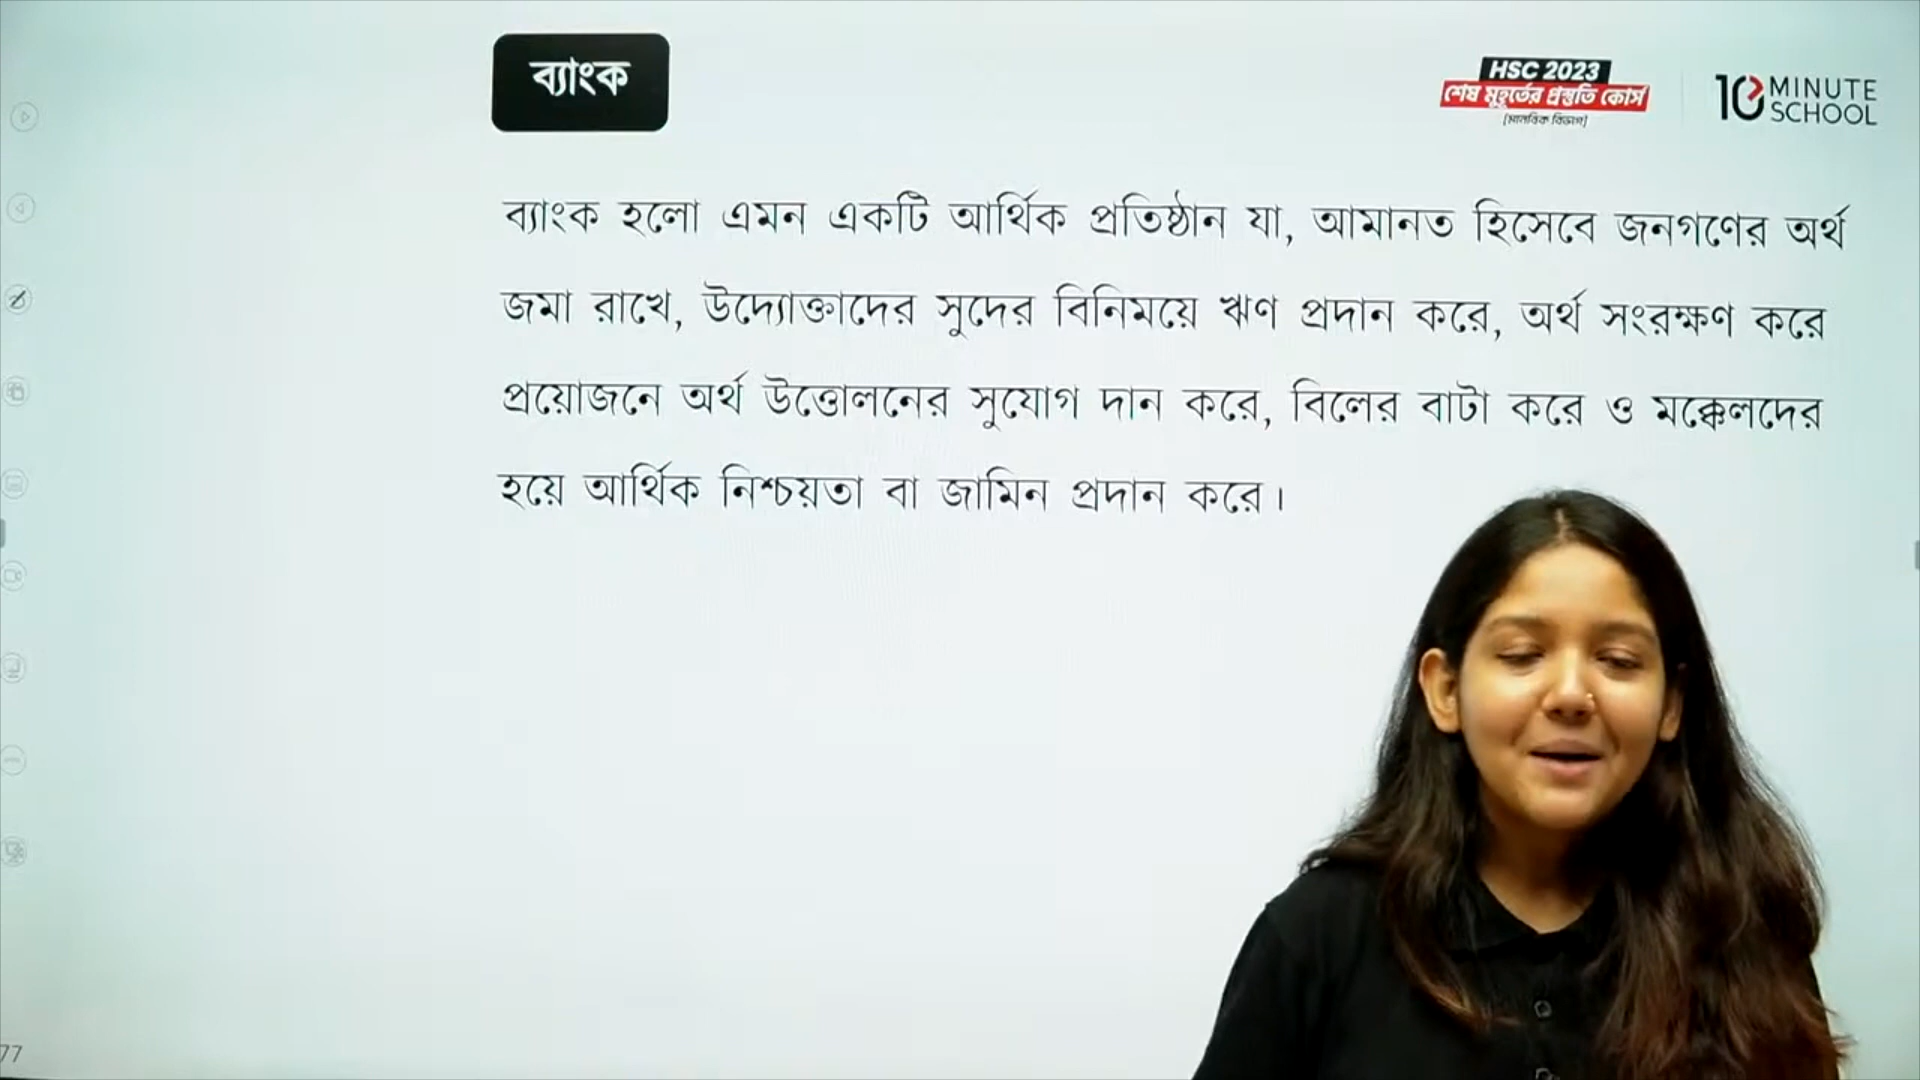 ব্যাংক
HSC 2023
শেষ মুহূর্তের প্রস্তুতি কোর্স
[মানবিক বিভাগ]
10 MINUTE SCHOOL
ব্যাংক হলো এমন একটি আর্থিক প্রতিষ্ঠান যা, আমানত হিসেবে জনগণের অর্থ
জমা রাখে, উদ্যোক্তাদের সুদের বিনিময়ে ঋণ প্রদান করে, অর্থ সংরক্ষণ করে
প্রয়োজনে অর্থ উত্তোলনের সুযোগ দান করে, বিলের বাটা করে ও মক্কেলদের
হয়ে আর্থিক নিশ্চয়তা বা জামিন প্রদান করে।
77